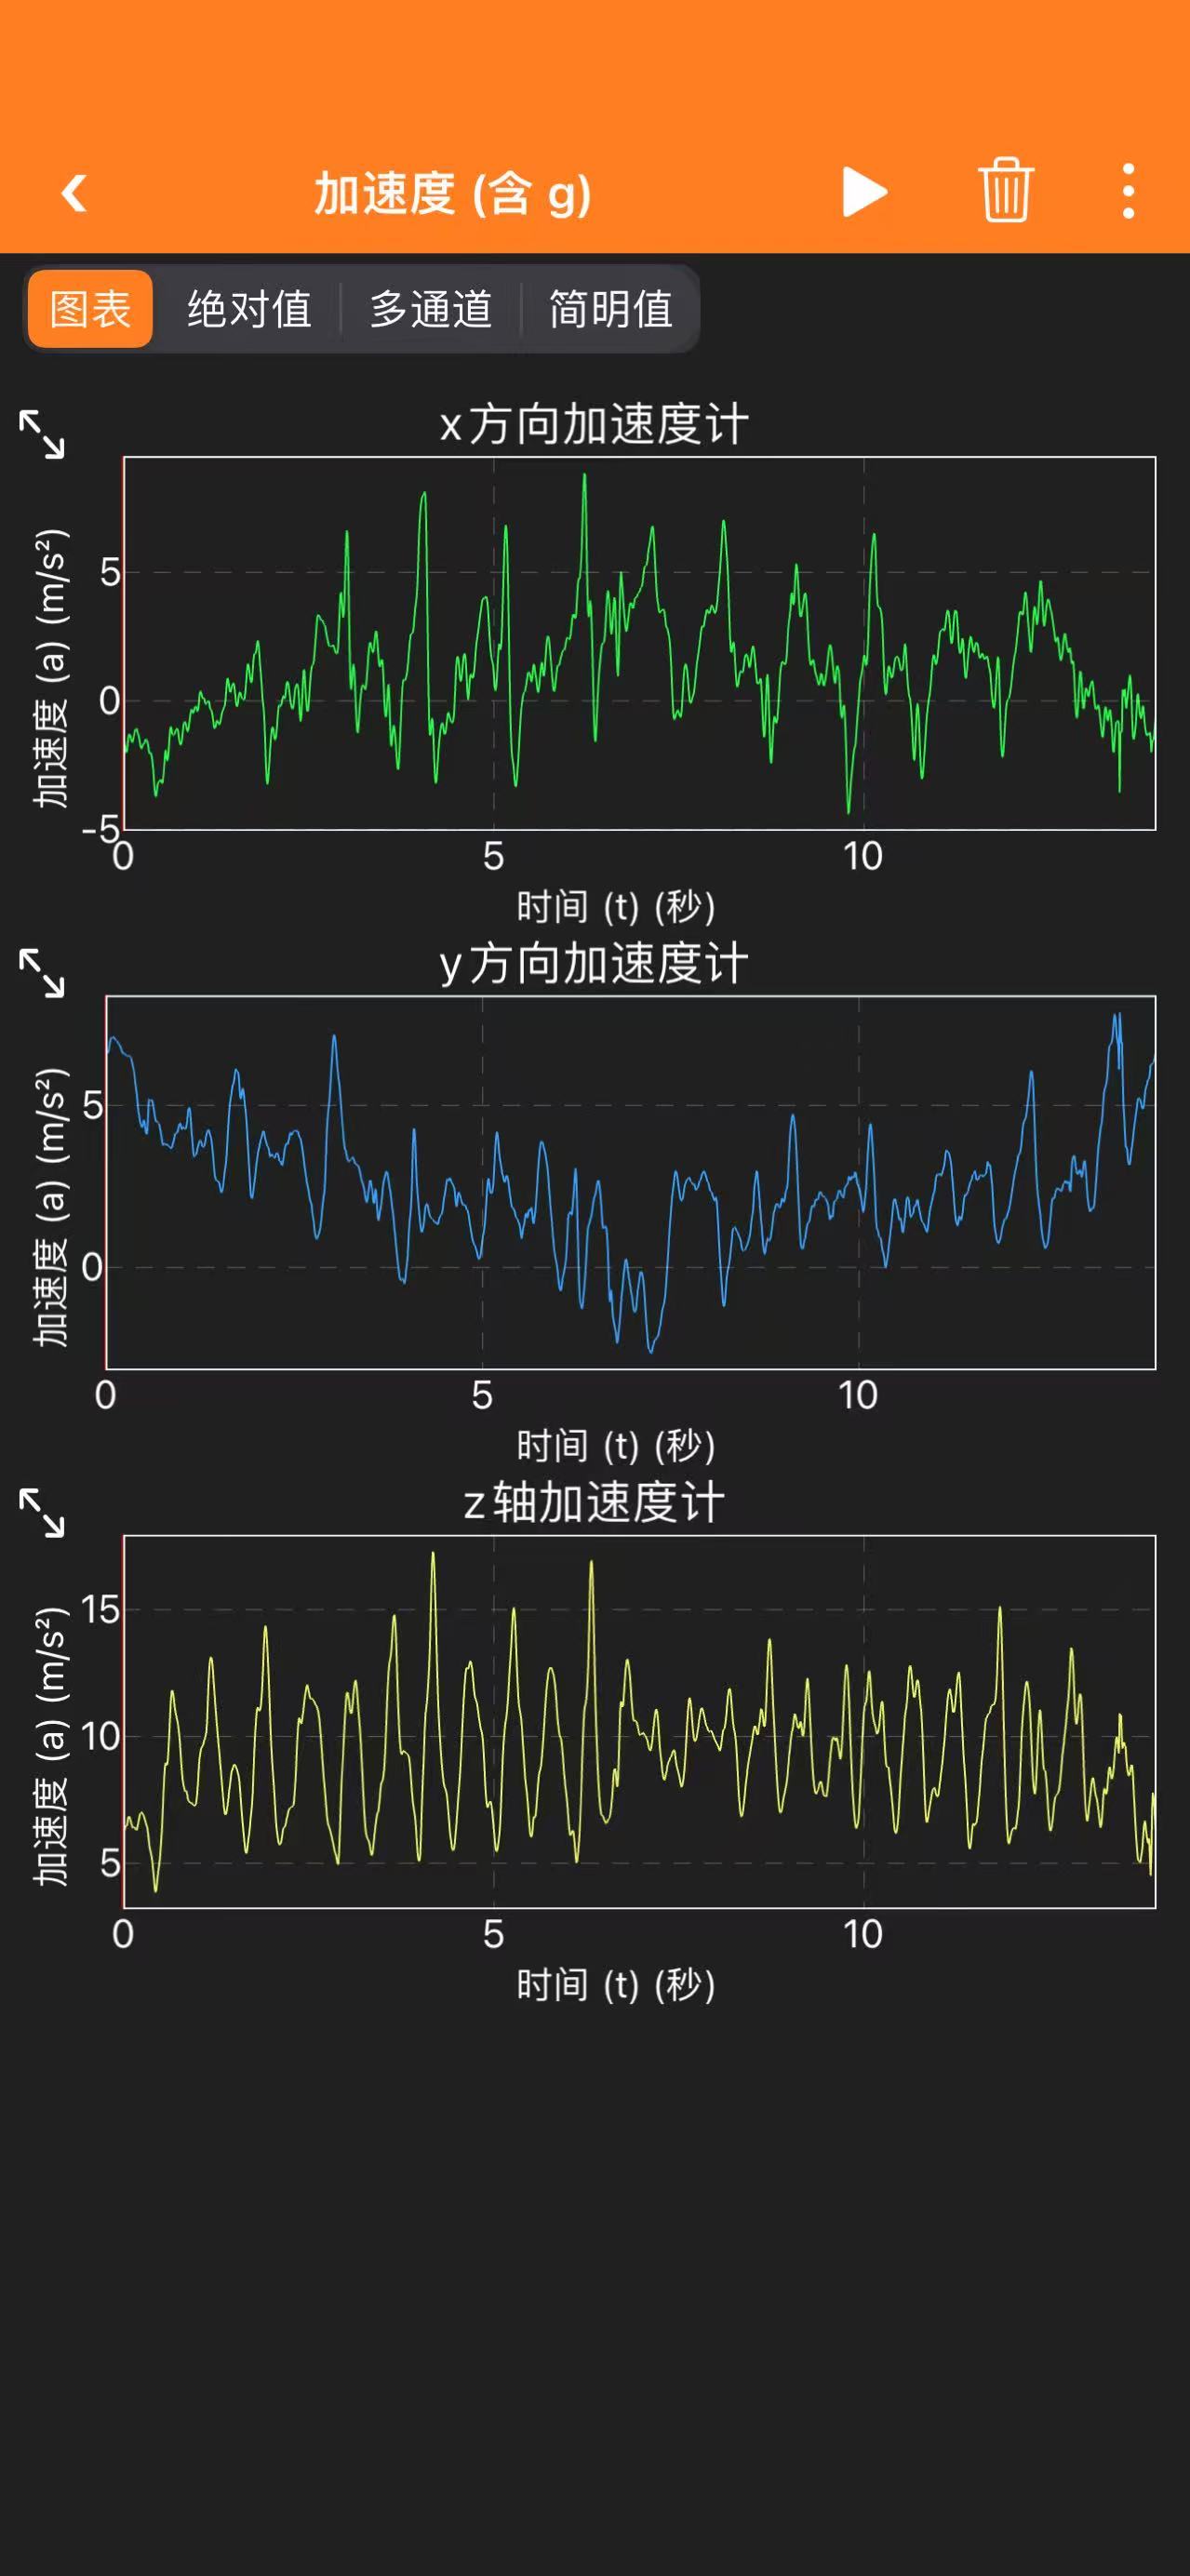 加速度 (含 g)
图表 绝对值 多通道 简明值
x方向加速度计
加速度 (a) (m/s²)
5
0
-5
0 5 10
时间 (t) (秒)
y方向加速度计
加速度 (a) (m/s²)
5
0
0 5 10
时间 (t) (秒)
z轴加速度计
加速度 (a) (m/s²)
15
10
5
0 5 10
时间 (t) (秒)